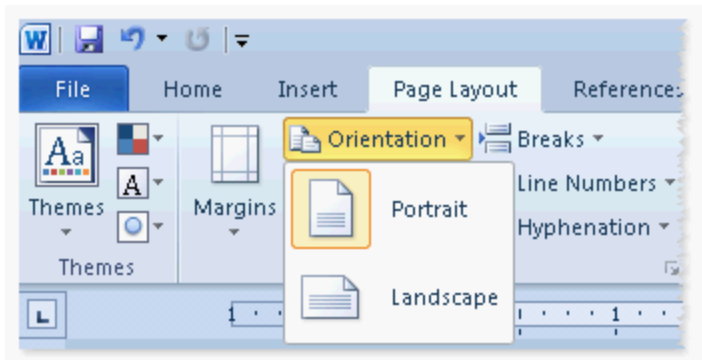 W
File Home Insert Page Layout References
Orientation Breaks
Aa
A
Line Numbers
Portrait
Themes Margins
Hyphenation
Themes
Landscape
L
1 1